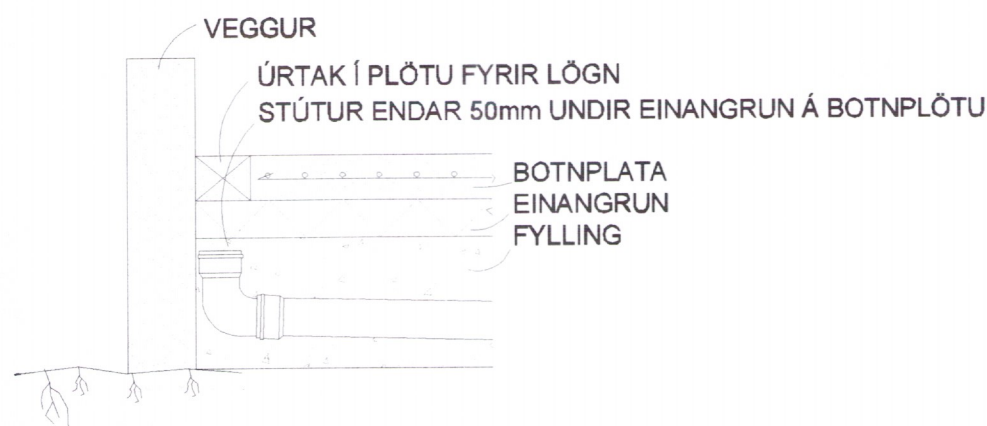 VEGGUR
ÚRTAK Í PLÖTU FYRIR LÖGN
STÚTUR ENDAR 50mm UNDIR EINANGRUN Á BOTNPLÖTU
BOTNPLATA
EINANGRUN
FYLLING